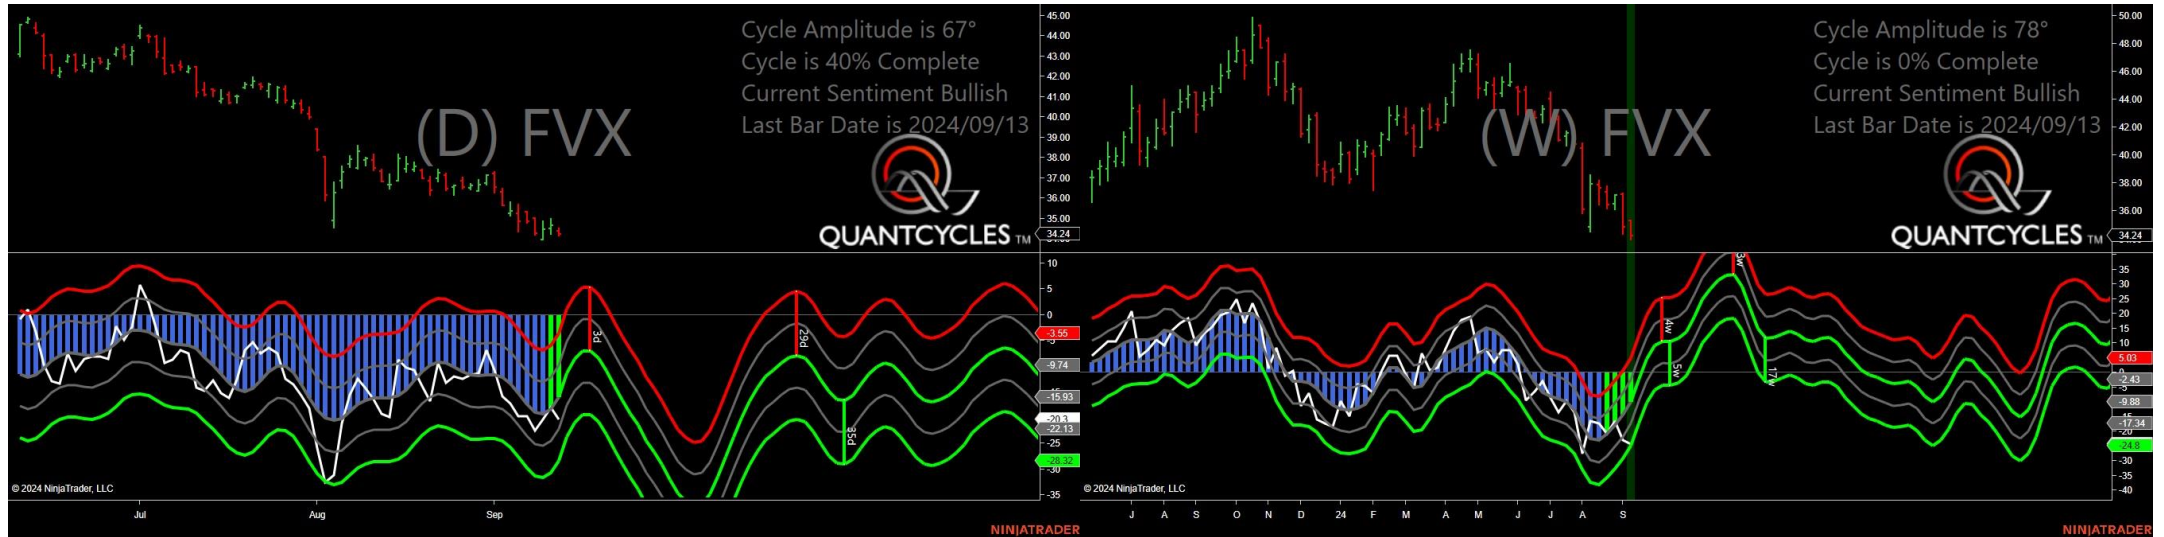 Cycle Amplitude is 67°
Cycle is 40% Complete
Current Sentiment Bullish
Last Bar Date is 2024/09/13
(D) FVX
QUANTCYCLES TM
45.00
44.00
43.00
42.00
41.00
40.00
39.00
38.00
37.00
36.00
35.00
34.24
10
5
0
-3.55
-9.74
-15.93
-20.3
-22.13
-25
-28.32
-30
-35
3d
29d
85d
© 2024 NinjaTrader, LLC
Jul
Aug
Sep
NINJATRADER
Cycle Amplitude is 78°
Cycle is 0% Complete
Current Sentiment Bullish
Last Bar Date is 2024/09/13
(W) FVX
QUANTCYCLES TM
50.00
48.00
46.00
44.00
42.00
40.00
38.00
36.00
34.24
35
30
25
20
15
10
5.03
-2.43
-9.88
-17.34
-20
-24.8
-30
-35
-40
4w
5w
3w
17w
© 2024 NinjaTrader, LLC
J A S O N D 24 F M A M J J A S
NINJATRADER